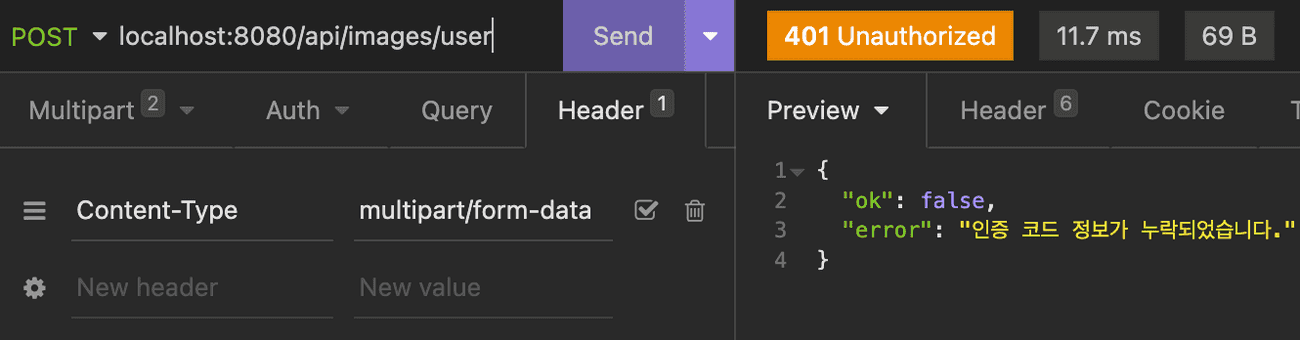 POST localhost:8080/api/images/user Send 401 Unauthorized 11.7 ms 69 B
Multipart 2 Auth Query Header 1 Preview Header 6 Cookie T
1 {
Content-Type multipart/form-data 2 "ok": false,
3 "error": "인증 코드 정보가 누락되었습니다."
4 }
New header New value